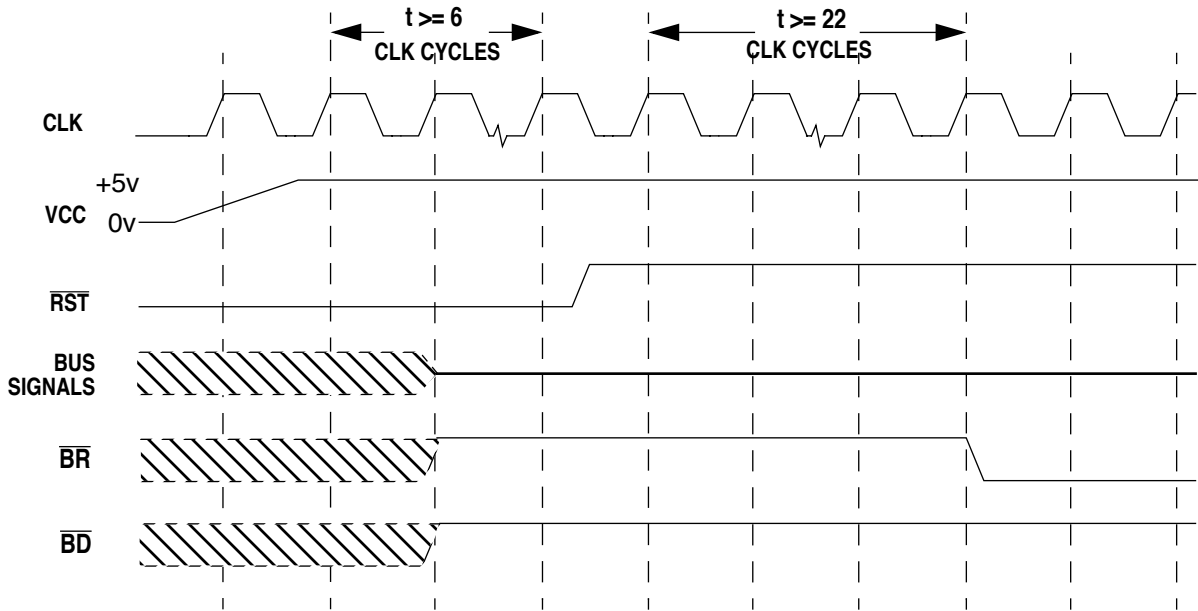 t >= 6
CLK CYCLES
t >= 22
CLK CYCLES
CLK
+5v
VCC 0v
RST
BUS
SIGNALS
BR
BD